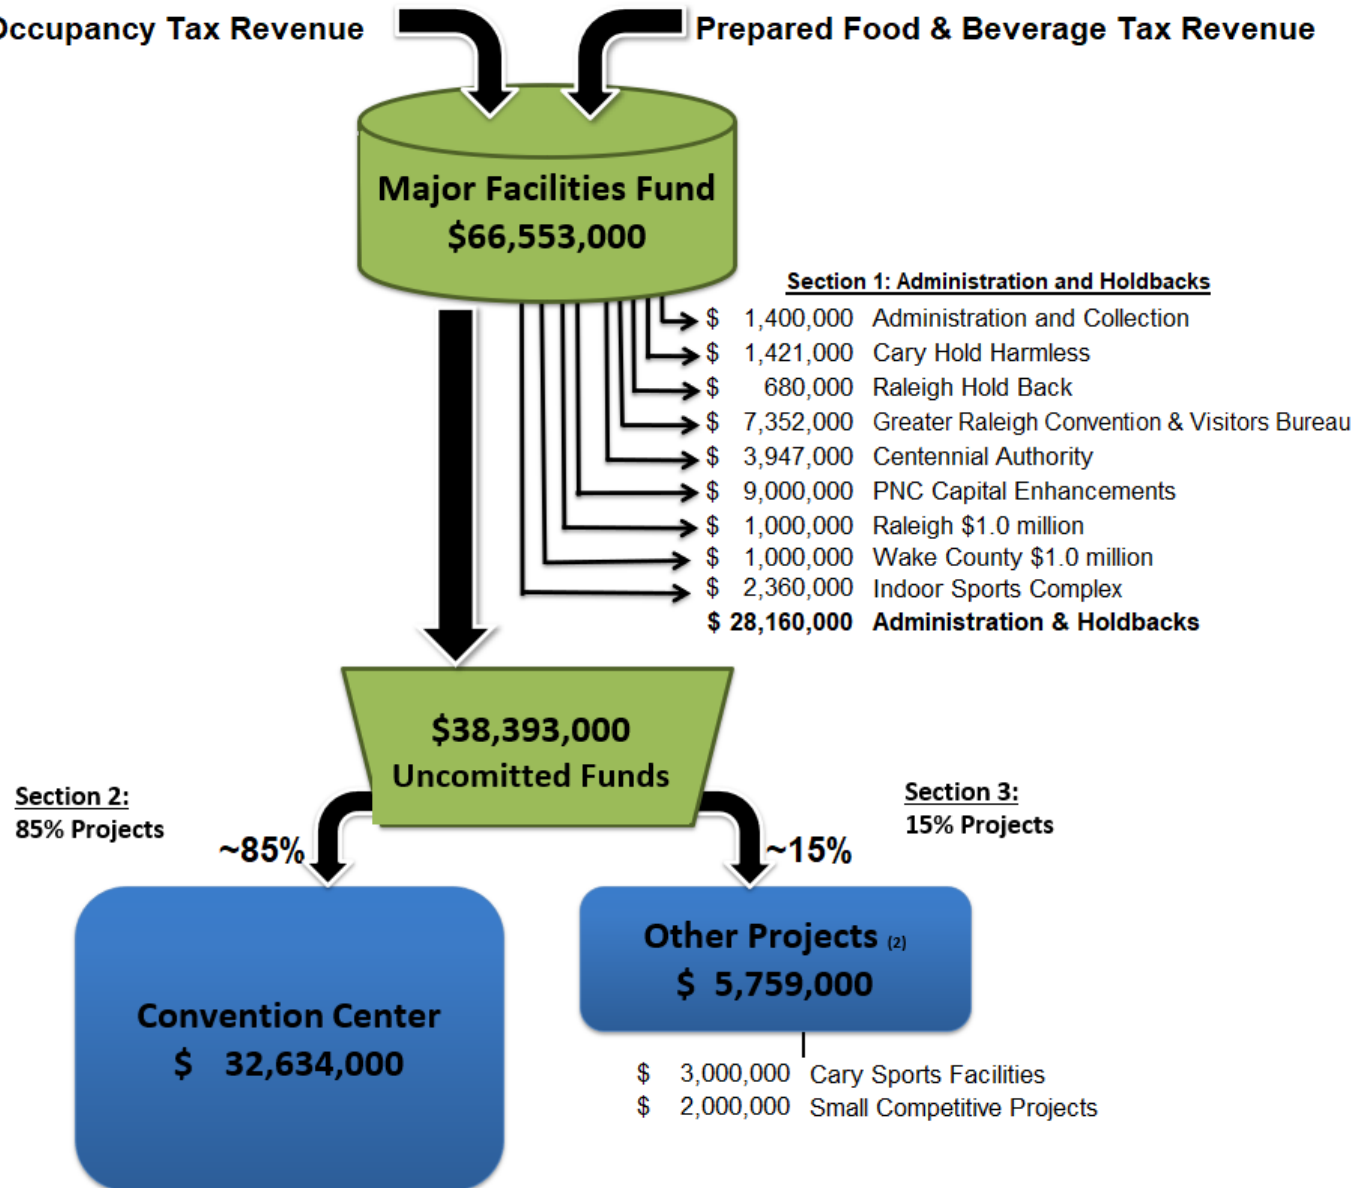 Occupancy Tax Revenue
Prepared Food & Beverage Tax Revenue
Major Facilities Fund
$66,553,000
Section 1: Administration and Holdbacks
$ 1,400,000 Administration and Collection
$ 1,421,000 Cary Hold Harmless
$ 680,000 Raleigh Hold Back
$ 7,352,000 Greater Raleigh Convention & Visitors Bureau
$ 3,947,000 Centennial Authority
$ 9,000,000 PNC Capital Enhancements
$ 1,000,000 Raleigh $1.0 million
$ 1,000,000 Wake County $1.0 million
$ 2,360,000 Indoor Sports Complex
$ 28,160,000 Administration & Holdbacks
$38,393,000
Uncomitted Funds
Section 2:
85% Projects
~85%
Section 3:
15% Projects
~15%
Convention Center
$ 32,634,000
Other Projects (2)
$ 5,759,000
$ 3,000,000 Cary Sports Facilities
$ 2,000,000 Small Competitive Projects